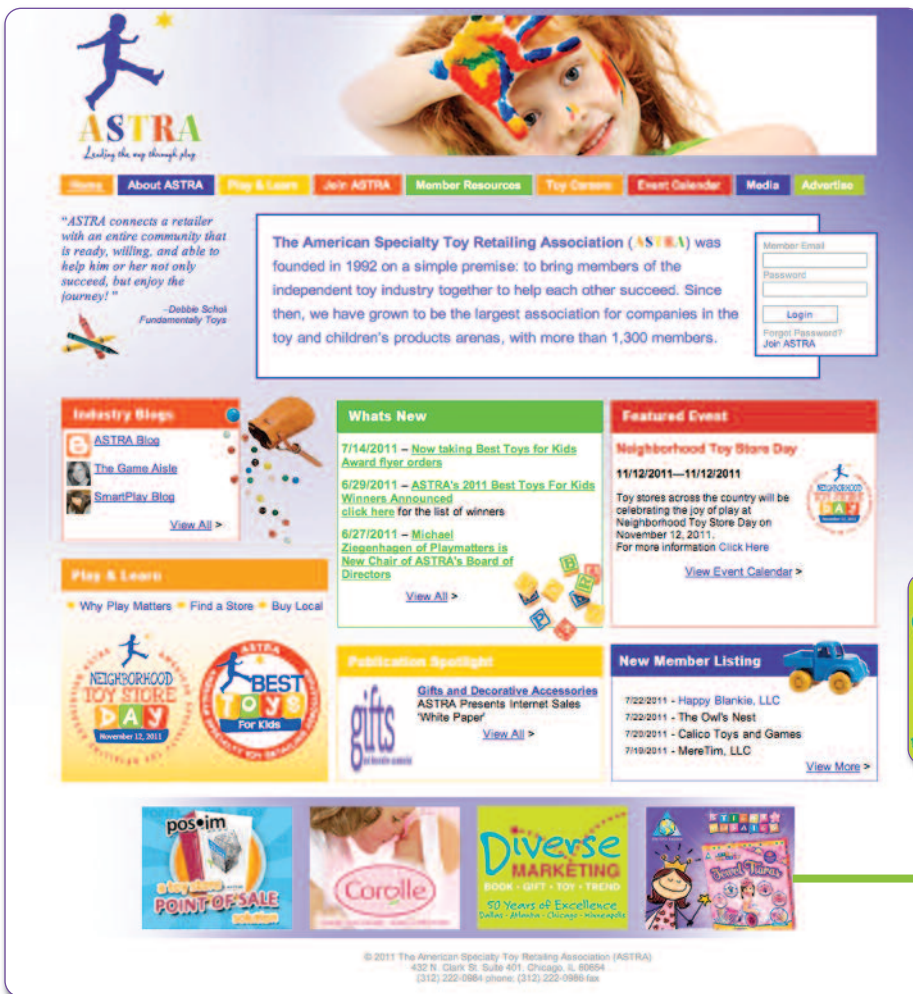 ASTRA
Leading the way through play
Home
About ASTRA
Play & Learn
Join ASTRA
Member Resources
Toy Careers
Event Calendar
Media
Advertise
"ASTRA connects a retailer
with an entire community that
is ready, willing, and able to
help him or her not only
succeed, but enjoy the
journey! "
–Debbie Scholl
Fundamentally Toys
The American Specialty Toy Retailing Association (ASTRA) was
founded in 1992 on a simple premise: to bring members of the
independent toy industry together to help each other succeed. Since
then, we have grown to be the largest association for companies in the
toy and children's products arenas, with more than 1,300 members.
Member Email
Password
Login
Forgot Password?
Join ASTRA
Industry Blogs
ASTRA Blog
The Game Aisle
SmartPlay Blog
View All >
Whats New
7/14/2011 – Now taking Best Toys for Kids
Award flyer orders
6/29/2011 – ASTRA's 2011 Best Toys For Kids
Winners Announced
click here for the list of winners
6/27/2011 – Michael
Ziegenhagen of Playmatters is
New Chair of ASTRA's Board of
Directors
View All >
Featured Event
Neighborhood Toy Store Day
11/12/2011—11/12/2011
Toy stores across the country will be
celebrating the joy of play at
Neighborhood Toy Store Day on
November 12, 2011.
For more information Click Here
View Event Calendar >
NEIGHBORHOOD
TOY STORE
DAY
Play & Learn
Why Play Matters Find a Store Buy Local
NEIGHBORHOOD
TOY STORE
DAY
November 12, 2011
ASTRA
BEST
TOYS
For Kids
Publication Spotlight
gifts
Gifts and Decorative Accessories
ASTRA Presents Internet Sales
'White Paper'
View All >
New Member Listing
7/22/2011 - Happy Blankie, LLC
7/22/2011 - The Owl's Nest
7/20/2011 - Calico Toys and Games
7/19/2011 - MereTim, LLC
View More >
pos•im
a toy store
POINT OF SALE
solution
Corolle
Diverse
MARKETING
BOOK • GIFT • TOY • TREND
50 Years of Excellence
Dallas • Atlanta • Chicago • Minneapolis
STICKY
MOSAICS
Jewel Tiaras
© 2011 The American Specialty Toy Retailing Association (ASTRA)
432 N. Clark St. Suite 401, Chicago, IL 60654
(312) 222-0984 phone; (312) 222-0986 fax